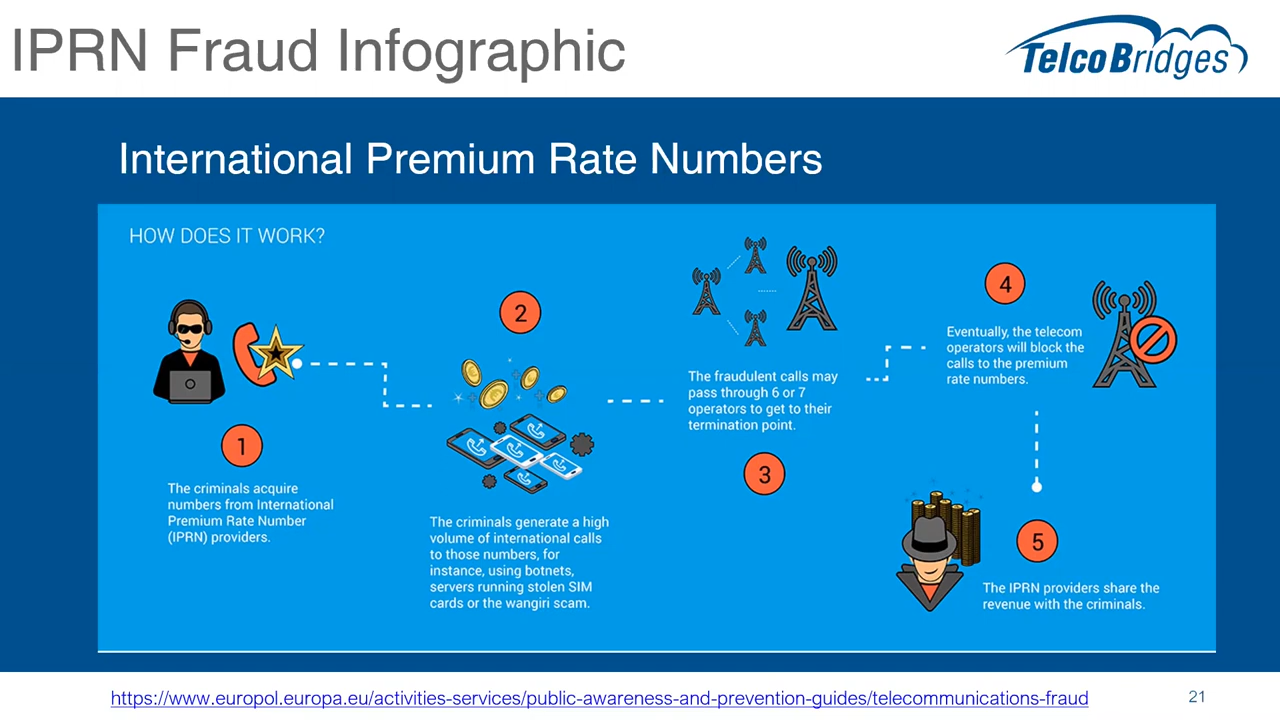 IPRN Fraud Infographic
TelcoBridges
International Premium Rate Numbers
HOW DOES IT WORK?
1
The criminals acquire
numbers from International
Premium Rate Number
(IPRN) providers.
2
The criminals generate a high
volume of international calls
to those numbers, for
instance, using botnets,
servers running stolen SIM
cards or the wangiri scam.
The fraudulent calls may
pass through 6 or 7
operators to get to their
termination point.
3
4
Eventually, the telecom
operators will block the
calls to the premium
rate numbers.
5
The IPRN providers share the
revenue with the criminals.
https://www.europol.europa.eu/activities-services/public-awareness-and-prevention-guides/telecommunications-fraud
21